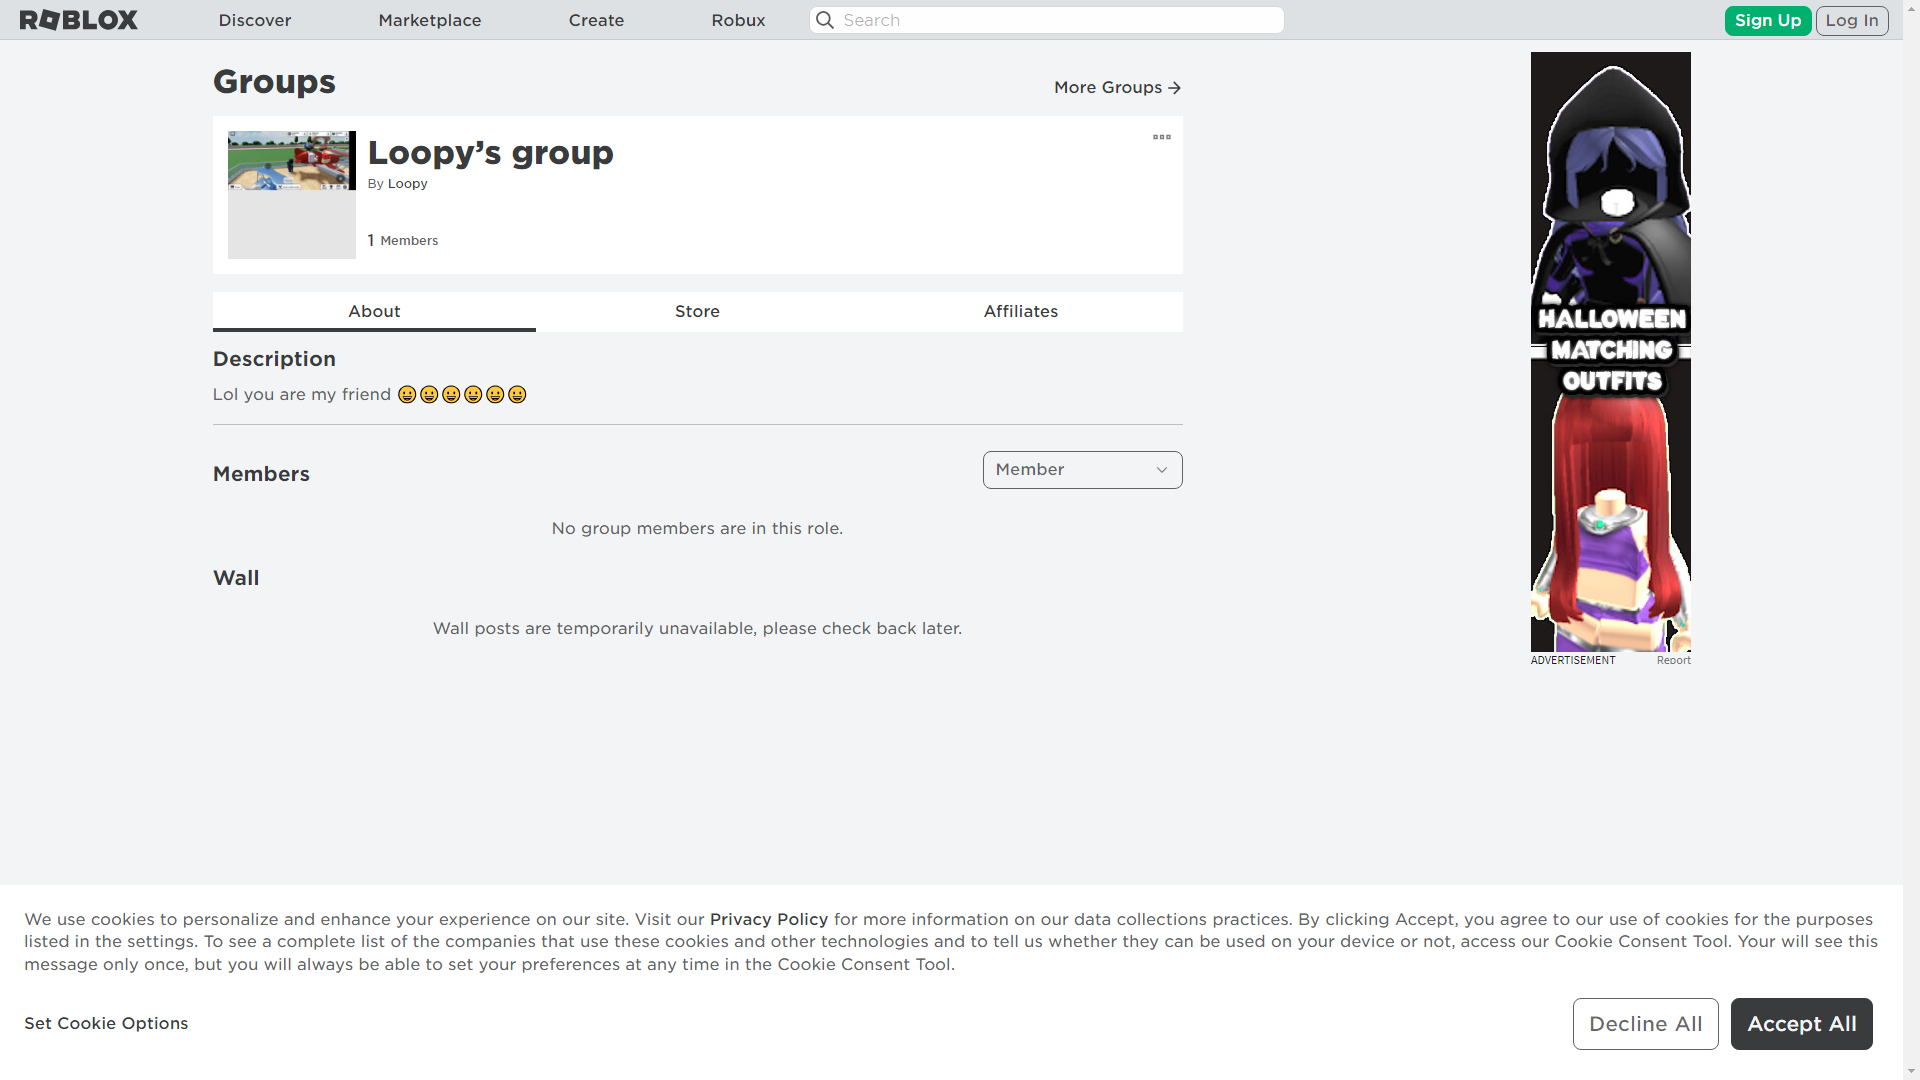 ROBLOX
Discover
Marketplace
Create
Robux
Search
Sign Up
Log In
Groups
More Groups
Loopy’s group
By Loopy
1 Members
About
Store
Affiliates
Description
Lol you are my friend 😀😀😀😀😀😀
Members
Member
No group members are in this role.
Wall
Wall posts are temporarily unavailable, please check back later.
HALLOWEEN
MATCHING
OUTFITS
ADVERTISEMENT
Report
We use cookies to personalize and enhance your experience on our site. Visit our Privacy Policy for more information on our data collections practices. By clicking Accept, you agree to our use of cookies for the purposes
listed in the settings. To see a complete list of the companies that use these cookies and other technologies and to tell us whether they can be used on your device or not, access our Cookie Consent Tool. Your will see this
message only once, but you will always be able to set your preferences at any time in the Cookie Consent Tool.
Set Cookie Options
Decline All
Accept All